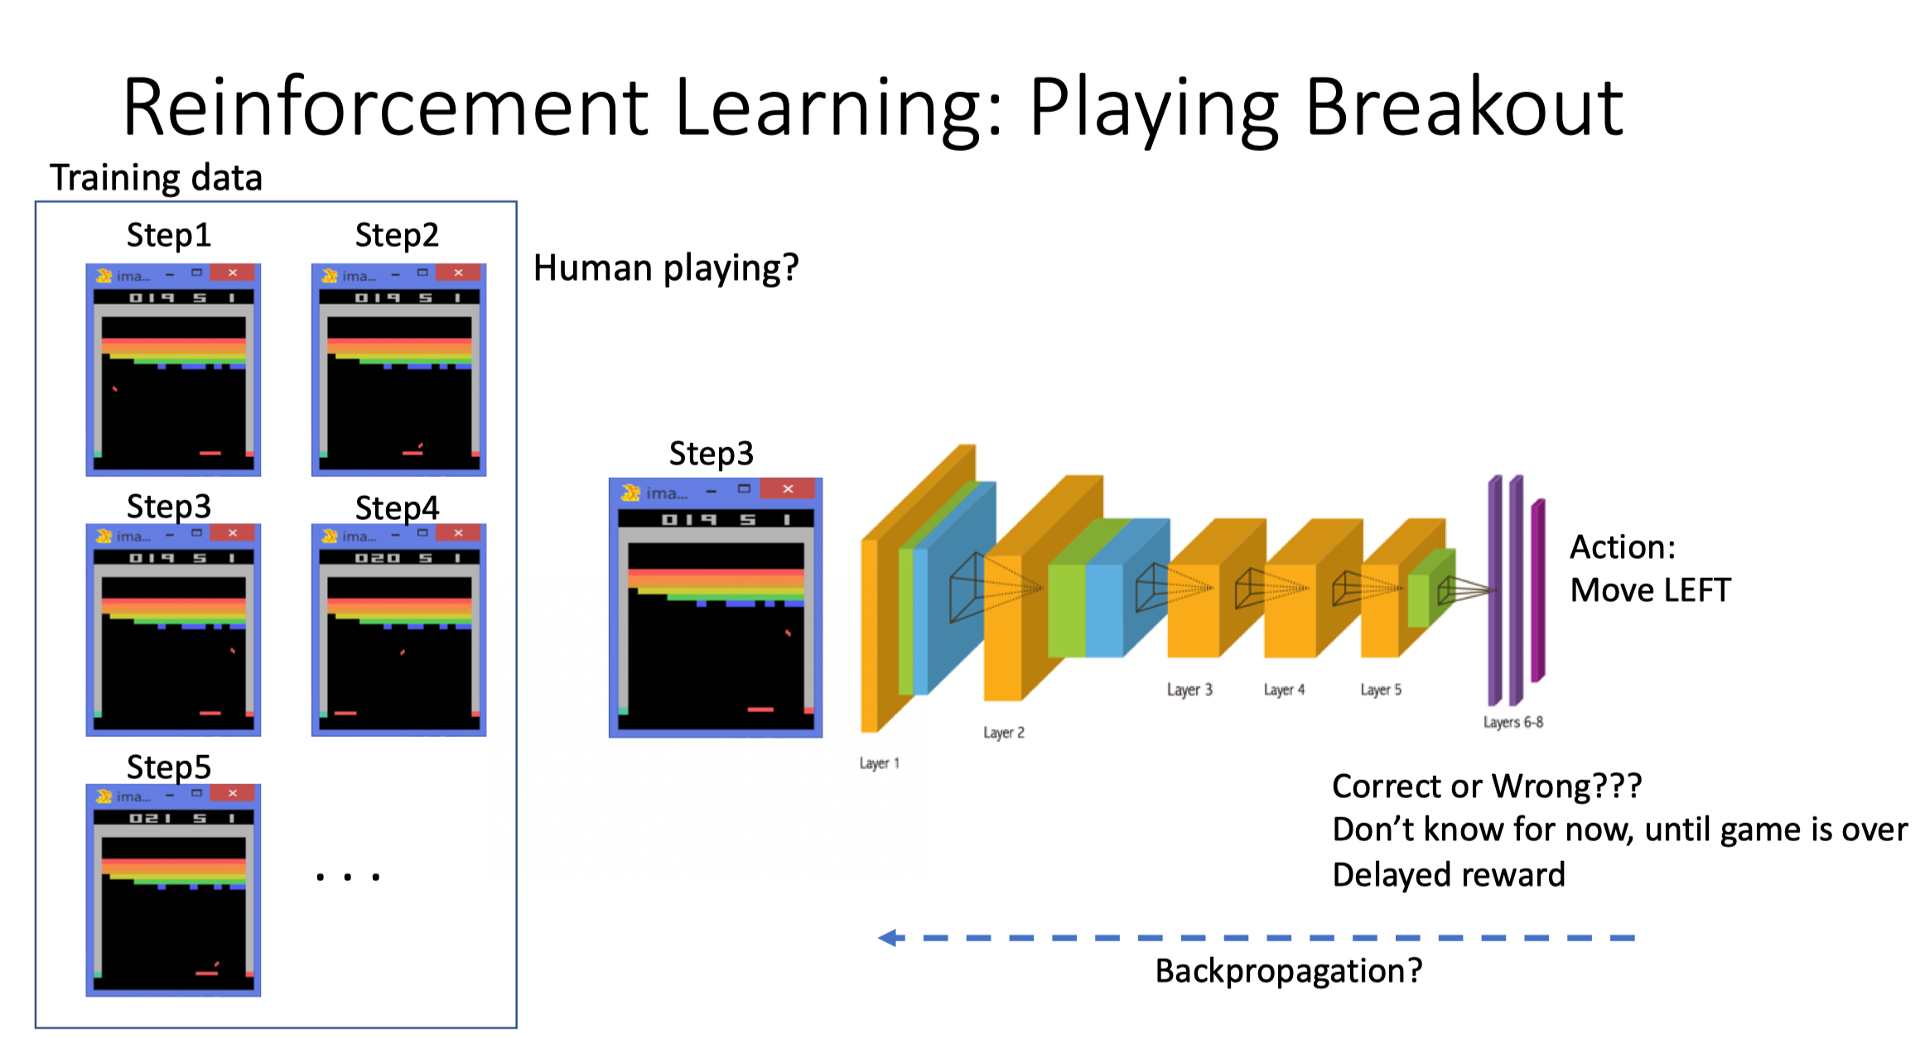 Reinforcement Learning: Playing Breakout
Training data
Step1
Step2
ima...
019 5 1
ima...
019 5 1
Human playing?
Step3
Step4
ima...
019 5 1
ima...
020 5 1
Step5
ima...
021 5 1
. . .
Step3
ima...
019 5 1
Layer 1
Layer 2
Layer 3
Layer 4
Layer 5
Layers 6-8
Action:
Move LEFT
Correct or Wrong???
Don't know for now, until game is over
Delayed reward
Backpropagation?